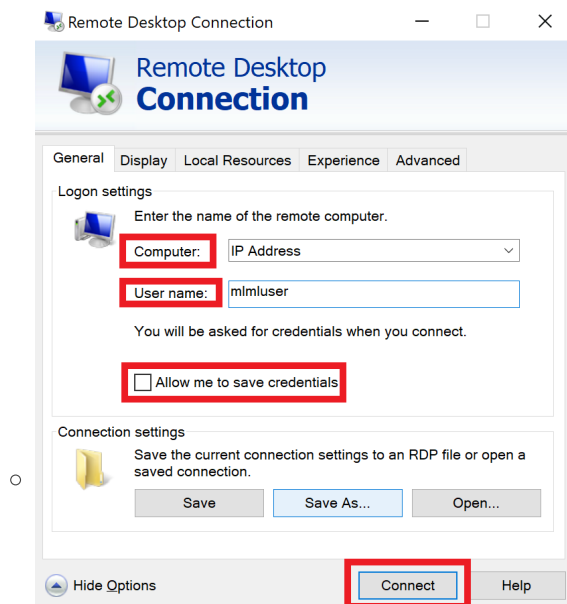 Remote Desktop Connection
Remote Desktop
Connection
General Display Local Resources Experience Advanced
Logon settings
Enter the name of the remote computer.
Computer: IP Address
User name: mlmluser
You will be asked for credentials when you connect.
Allow me to save credentials
Connection settings
Save the current connection settings to an RDP file or open a
saved connection.
Save Save As... Open...
Hide Options Connect Help